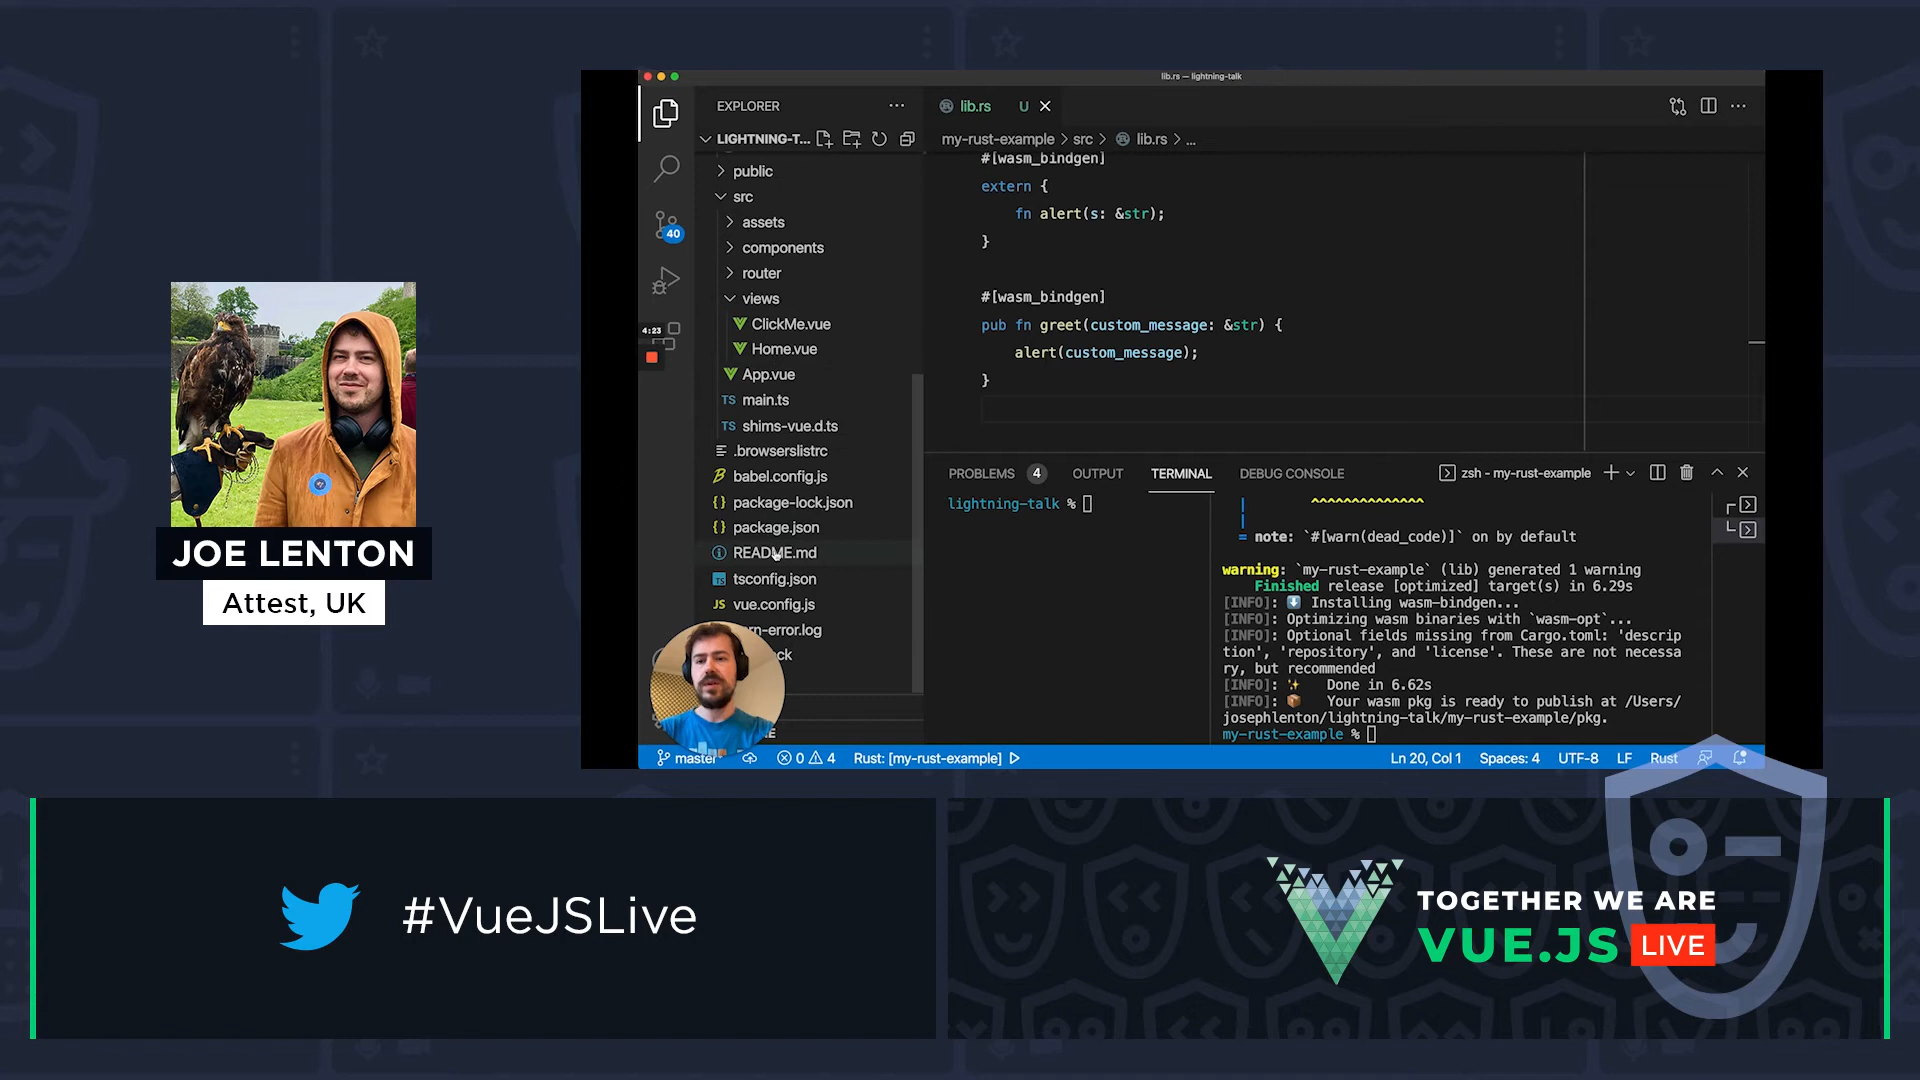 lib.rs — lightning-talk
EXPLORER
LIGHTNING-T...
public
src
assets
components
router
views
ClickMe.vue
Home.vue
App.vue
TS main.ts
TS shims-vue.d.ts
.browserslistrc
babel.config.js
{} package-lock.json
{} package.json
README.md
TS tsconfig.json
JS vue.config.js
rn-error.log
ck
40
4:23
lib.rs U
my-rust-example > src > lib.rs > ...
#[wasm_bindgen]
extern {
fn alert(s: &str);
}
#[wasm_bindgen]
pub fn greet(custom_message: &str) {
alert(custom_message);
}
PROBLEMS 4 OUTPUT TERMINAL DEBUG CONSOLE
zsh - my-rust-example
lightning-talk %
= note: `#[warn(dead_code)]` on by default
warning: `my-rust-example` (lib) generated 1 warning
Finished release [optimized] target(s) in 6.29s
[INFO]: ⬇️ Installing wasm-bindgen...
[INFO]: Optimizing wasm binaries with `wasm-opt`...
[INFO]: Optional fields missing from Cargo.toml: 'descrip
tion', 'repository', and 'license'. These are not necessa
ry, but recommended
[INFO]: ✨ Done in 6.62s
[INFO]: 📦 Your wasm pkg is ready to publish at /Users/
josephlenton/lightning-talk/my-rust-example/pkg.
my-rust-example %
master 0 4 Rust: [my-rust-example]
Ln 20, Col 1 Spaces: 4 UTF-8 LF Rust
JOE LENTON
Attest, UK
#VueJSLive
TOGETHER WE ARE
VUE.JS LIVE